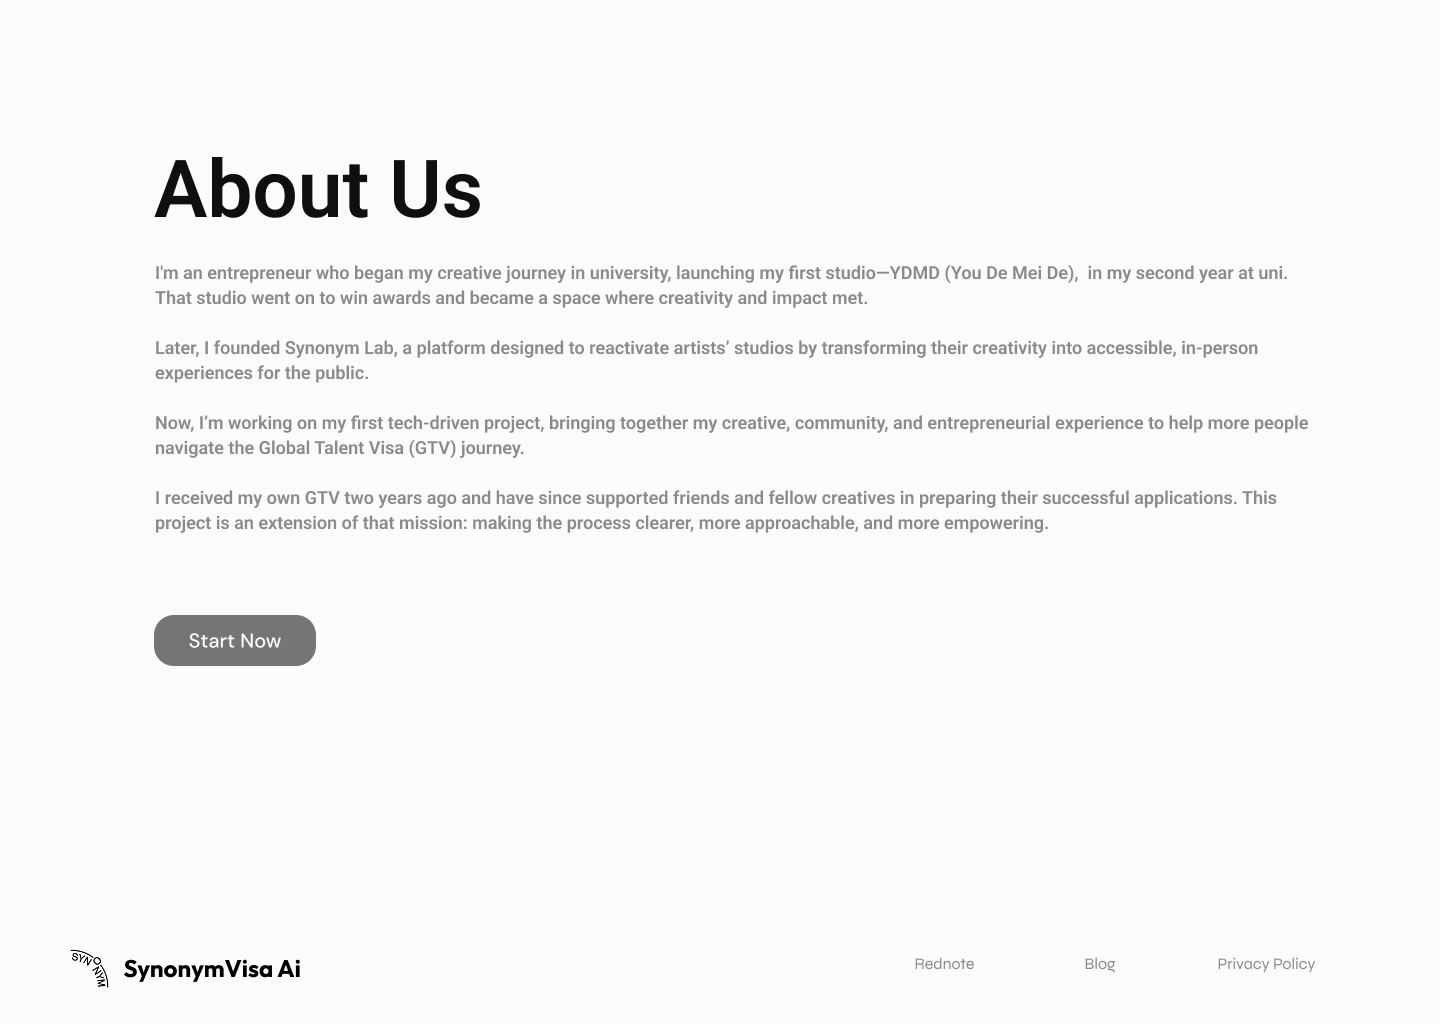 About Us
I'm an entrepreneur who began my creative journey in university, launching my first studio—YDMD (You De Mei De),  in my second year at uni.
That studio went on to win awards and became a space where creativity and impact met.
Later, I founded Synonym Lab, a platform designed to reactivate artists’ studios by transforming their creativity into accessible, in-person
experiences for the public.
Now, I’m working on my first tech-driven project, bringing together my creative, community, and entrepreneurial experience to help more people
navigate the Global Talent Visa (GTV) journey.
I received my own GTV two years ago and have since supported friends and fellow creatives in preparing their successful applications. This
project is an extension of that mission: making the process clearer, more approachable, and more empowering.
Start Now
SYNONYM
SynonymVisa Ai
Rednote
Blog
Privacy Policy